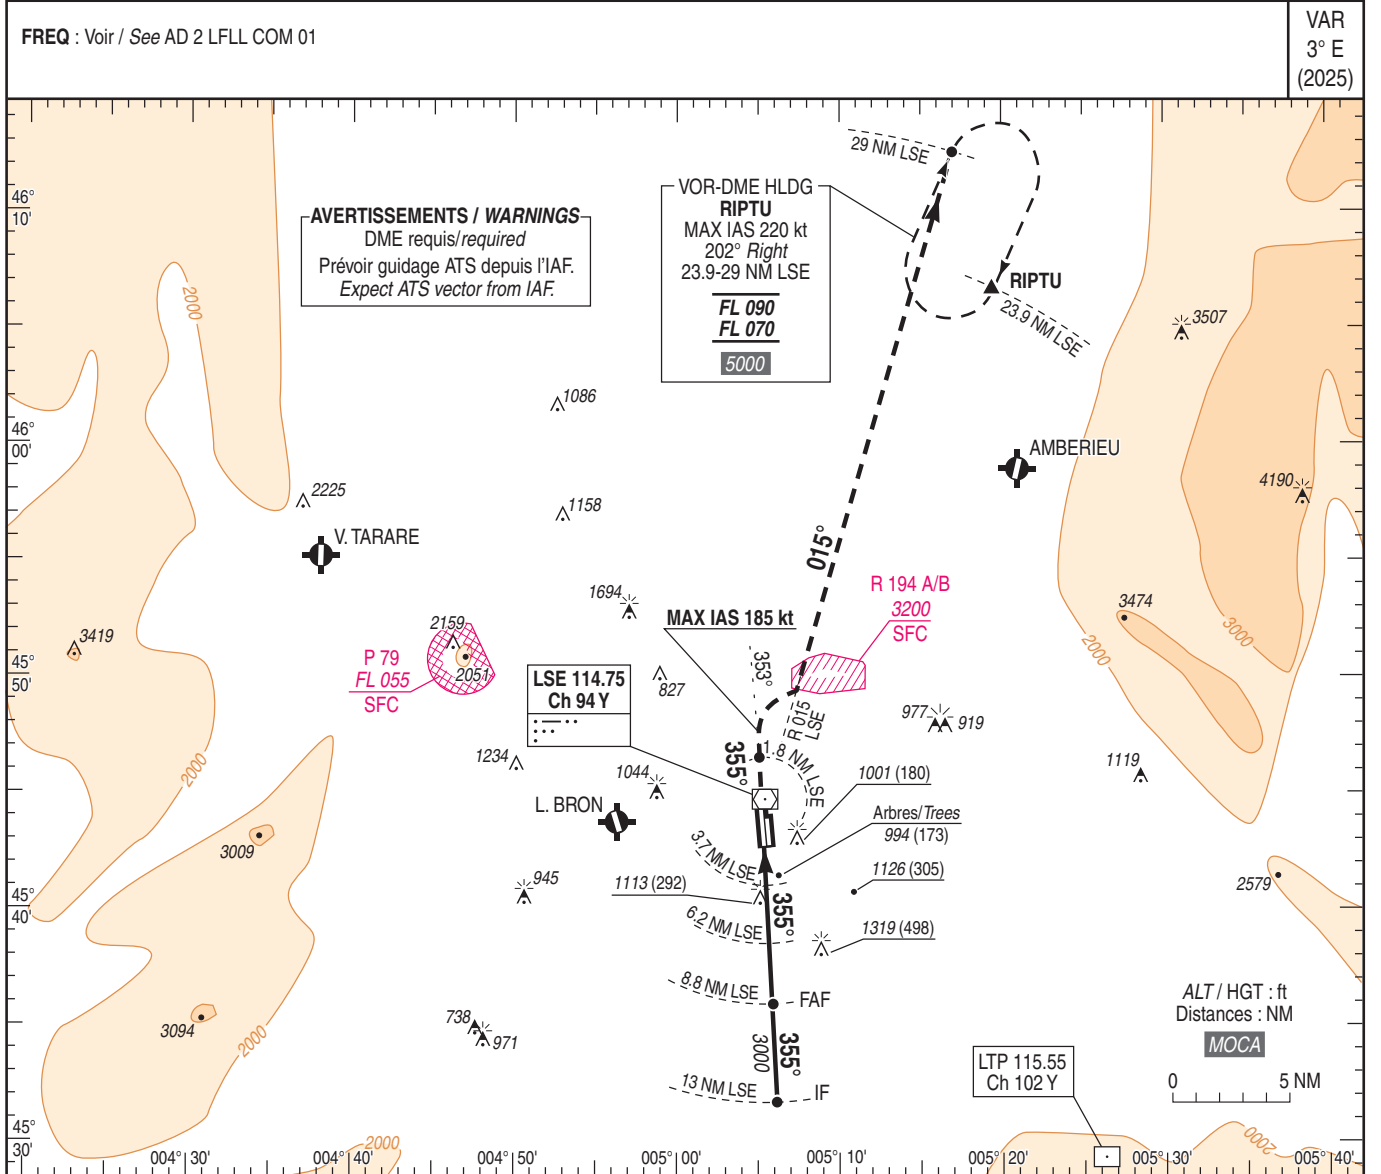 FREQ : Voir / See AD 2 LFLL COM 01
VAR
3° E
(2025)
29 NM LSE
46°
10'
AVERTISSEMENTS / WARNINGS
DME requis/required
Prévoir guidage ATS depuis l'IAF.
Expect ATS vector from IAF.
VOR-DME HLDG
RIPTU
MAX IAS 220 kt
202° Right
23.9-29 NM LSE
FL 090
FL 070
5000
RIPTU
23.9 NM LSE
2000
3507
1086
46°
00'
AMBERIEU
4190
2225
1158
V. TARARE
015°
1694
MAX IAS 185 kt
R 194 A/B
3200
SFC
3474
3000
2000
3419
2159
2051
P 79
FL 055
SFC
45°
50'
353°
827
LSE 114.75
Ch 94 Y
R 015
LSE
977
919
2000
1234
1044
355°
1.8 NM LSE
1119
1001 (180)
L. BRON
Arbres/Trees
994 (173)
3009
3.7 NM LSE
1126 (305)
945
1113 (292)
2579
45°
40'
355°
6.2 NM LSE
1319 (498)
8.8 NM LSE
FAF
ALT / HGT : ft
Distances : NM
MOCA
3094
2000
738
971
3000
355°
LTP 115.55
Ch 102 Y
0
5 NM
13 NM LSE
IF
45°
30'
2000
2000
004° 30'
004° 40'
004° 50'
005° 00'
005° 10'
005° 20'
005° 30'
005° 40'